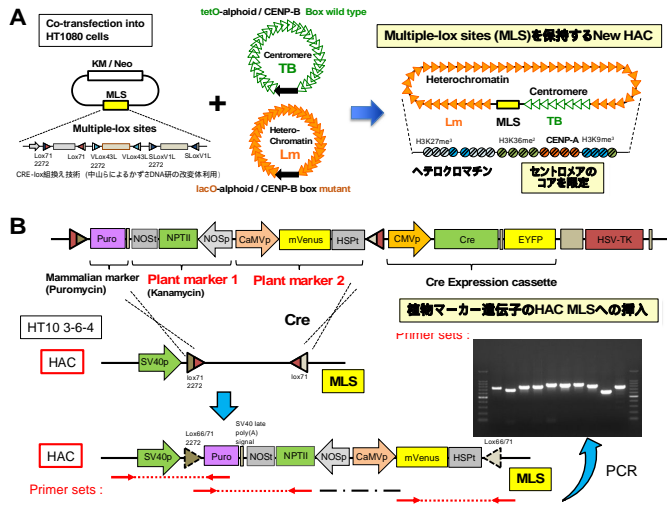 A
Co-transfection into
HT1080 cells
KM / Neo
MLS
Multiple-lox sites
Lox71
2272
Lox71
VLox43L
2272
VLox43L
SLoxV1L
2272
SLoxV1L
CRE-lox組換え技術（中山らによるかずさDNA研の改変体利用）
+
tetO-alphoid / CENP-B Box wild type
Centromere
TB
Hetero-
Chromatin
Lm
lacO-alphoid / CENP-B box mutant
Multiple-lox sites (MLS)を保持するNew HAC
Heterochromatin
Centromere
Lm
MLS
TB
H3K27me³
H3K36me³
CENP-A
H3K9me³
ヘテロクロマチン
セントロメアの
コアを限定
B
Puro
NOSt
NPTII
NOSp
CaMVp
mVenus
HSPt
CMVp
Cre
EYFP
HSV-TK
Mammalian marker
(Puromycin)
Plant marker 1
(Kanamycin)
Plant marker 2
Cre Expression cassette
HT10 3-6-4
Cre
植物マーカー遺伝子のHAC MLSへの挿入
HAC
SV40p
lox71
2272
lox71
MLS
Primer sets :
HAC
SV40p
Lox66/71
2272
SV40 late
poly(A)
signal
Puro
NOSt
NPTII
NOSp
CaMVp
mVenus
HSPt
Lox66/71
MLS
Primer sets :
PCR